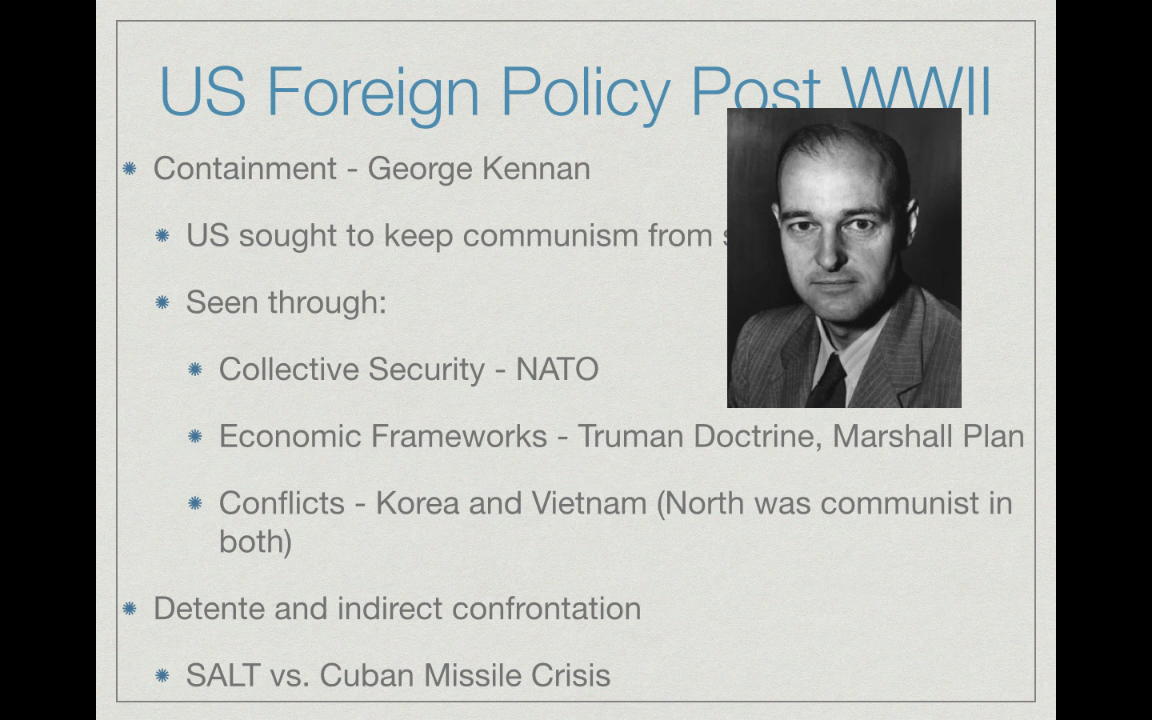 US Foreign Policy Post WWII
Containment - George Kennan
US sought to keep communism from
Seen through:
Collective Security - NATO
Economic Frameworks - Truman Doctrine, Marshall Plan
Conflicts - Korea and Vietnam (North was communist in
both)
Detente and indirect confrontation
SALT vs. Cuban Missile Crisis